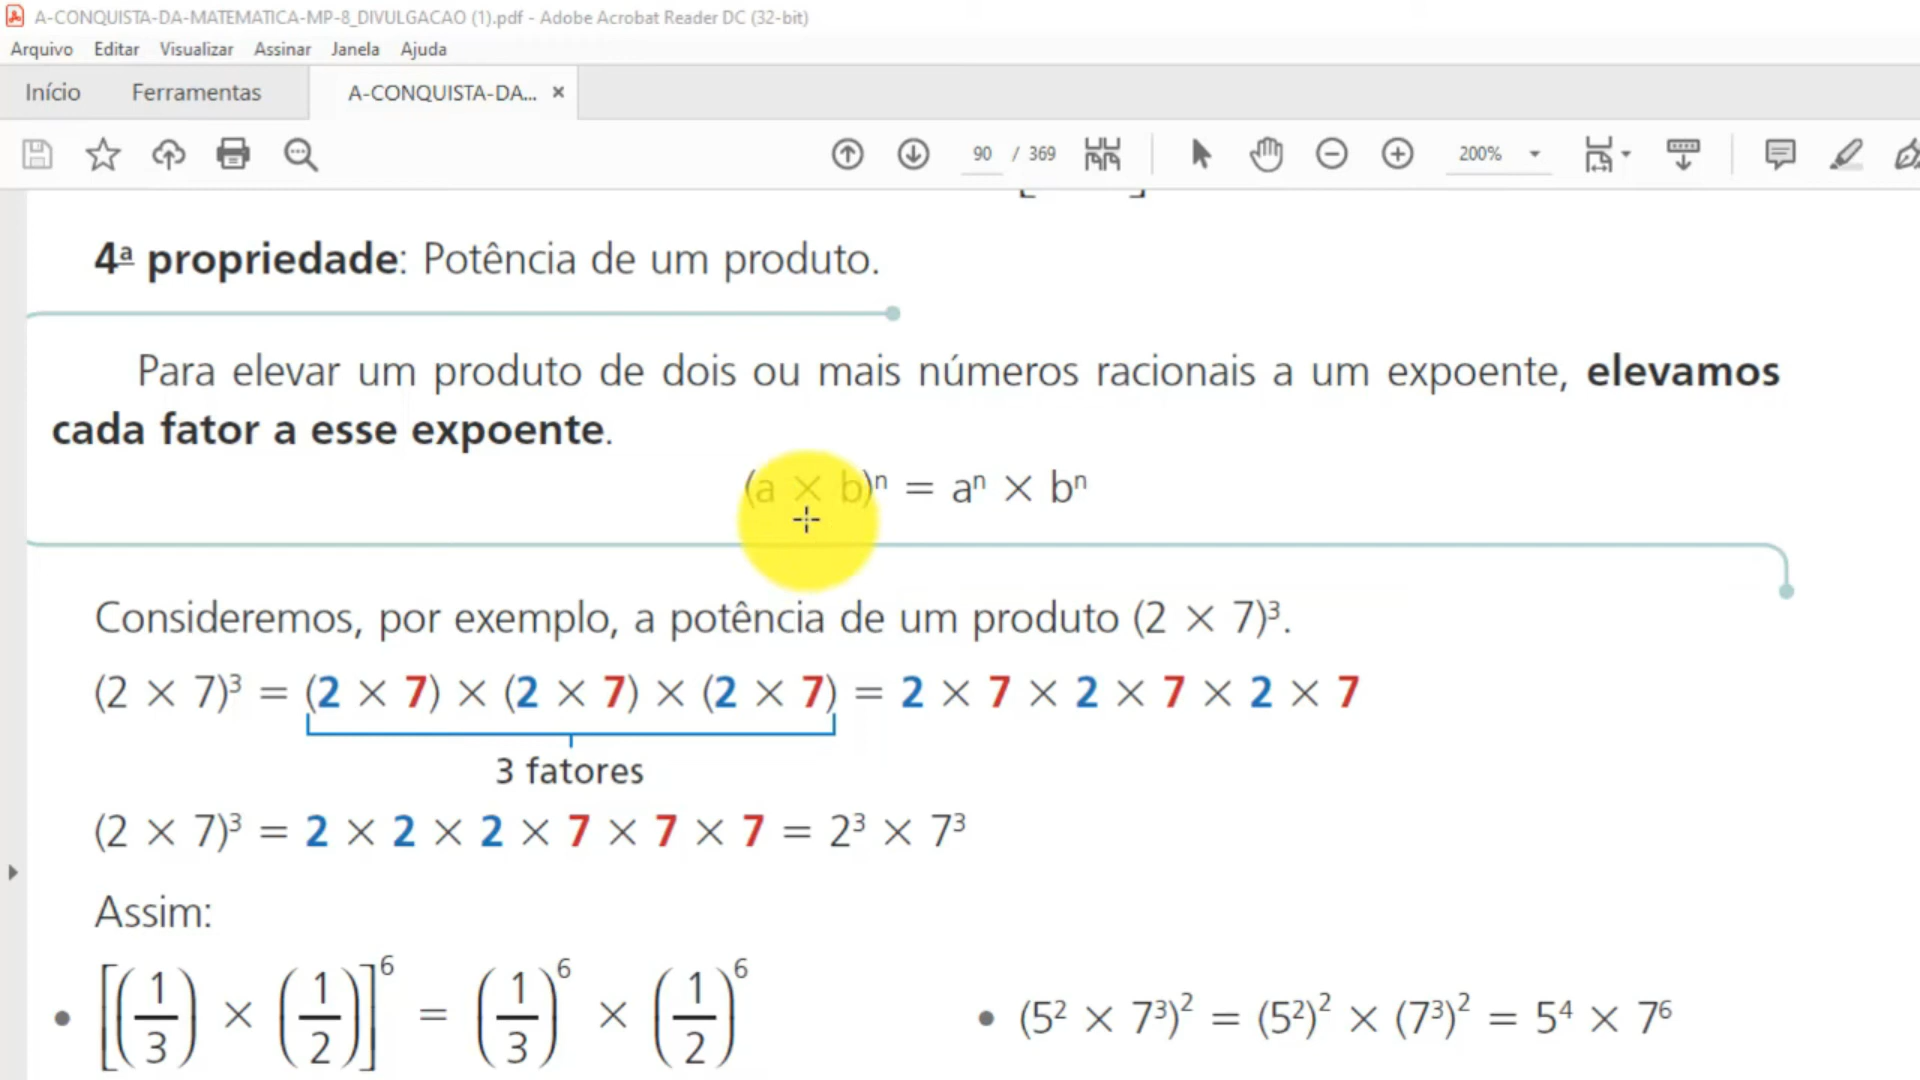 A-CONQUISTA-DA-MATEMATICA-MP-8_DIVULGACAO (1).pdf - Adobe Acrobat Reader DC (32-bit)
Arquivo Editar Visualizar Assinar Janela Ajuda
Início Ferramentas A-CONQUISTA-DA... ×
90 / 369 200%
4ª propriedade: Potência de um produto.
Para elevar um produto de dois ou mais números racionais a um expoente, elevamos
cada fator a esse expoente.
(a × b)ⁿ = aⁿ × bⁿ
Consideremos, por exemplo, a potência de um produto (2 × 7)³.
(2 × 7)³ = (2 × 7) × (2 × 7) × (2 × 7) = 2 × 7 × 2 × 7 × 2 × 7
3 fatores
(2 × 7)³ = 2 × 2 × 2 × 7 × 7 × 7 = 2³ × 7³
Assim:
• [(1/3) × (1/2)]⁶ = (1/3)⁶ × (1/2)⁶
• (5² × 7³)² = (5²)² × (7³)² = 5⁴ × 7⁶